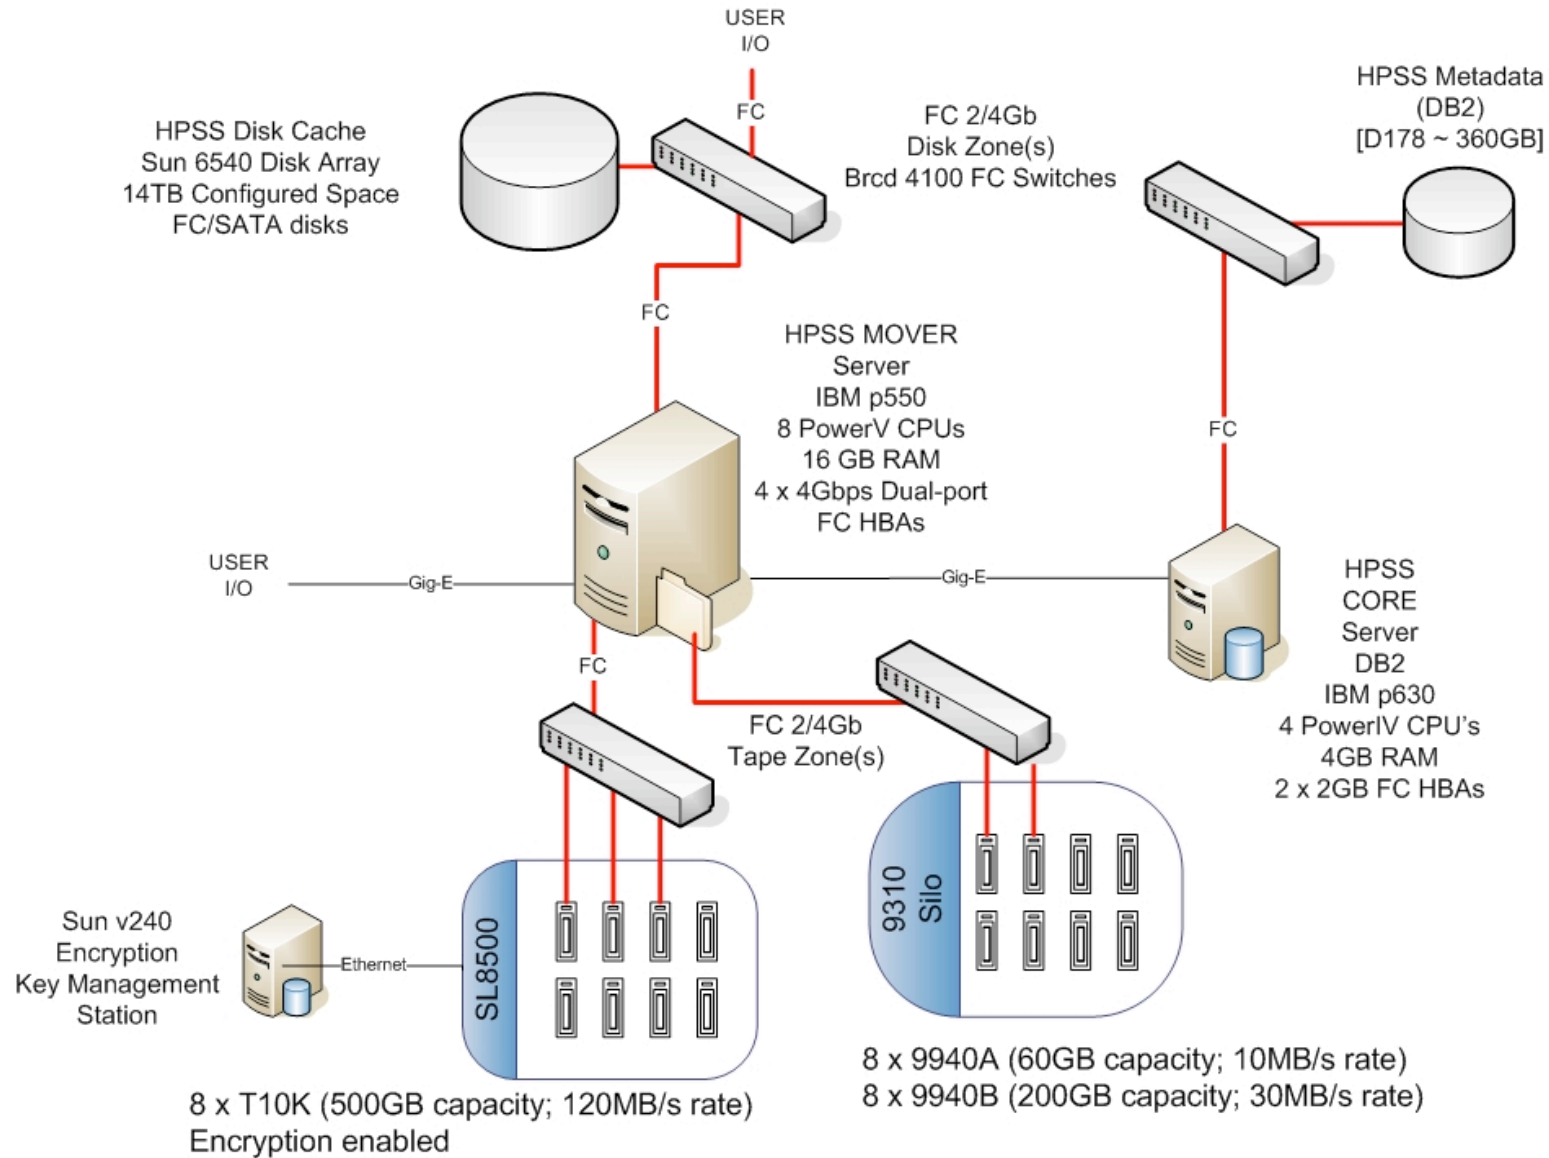 USER
I/O
FC
HPSS Disk Cache
Sun 6540 Disk Array
14TB Configured Space
FC/SATA disks
FC 2/4Gb
Disk Zone(s)
Brcd 4100 FC Switches
HPSS Metadata
(DB2)
[D178 ~ 360GB]
FC
HPSS MOVER
Server
IBM p550
8 PowerV CPUs
16 GB RAM
4 x 4Gbps Dual-port
FC HBAs
FC
USER
I/O
Gig-E
Gig-E
HPSS
CORE
Server
DB2
IBM p630
4 PowerIV CPU's
4GB RAM
2 x 2GB FC HBAs
FC
FC 2/4Gb
Tape Zone(s)
9310
Silo
Sun v240
Encryption
Key Management
Station
Ethernet
SL8500
8 x 9940A (60GB capacity; 10MB/s rate)
8 x 9940B (200GB capacity; 30MB/s rate)
8 x T10K (500GB capacity; 120MB/s rate)
Encryption enabled